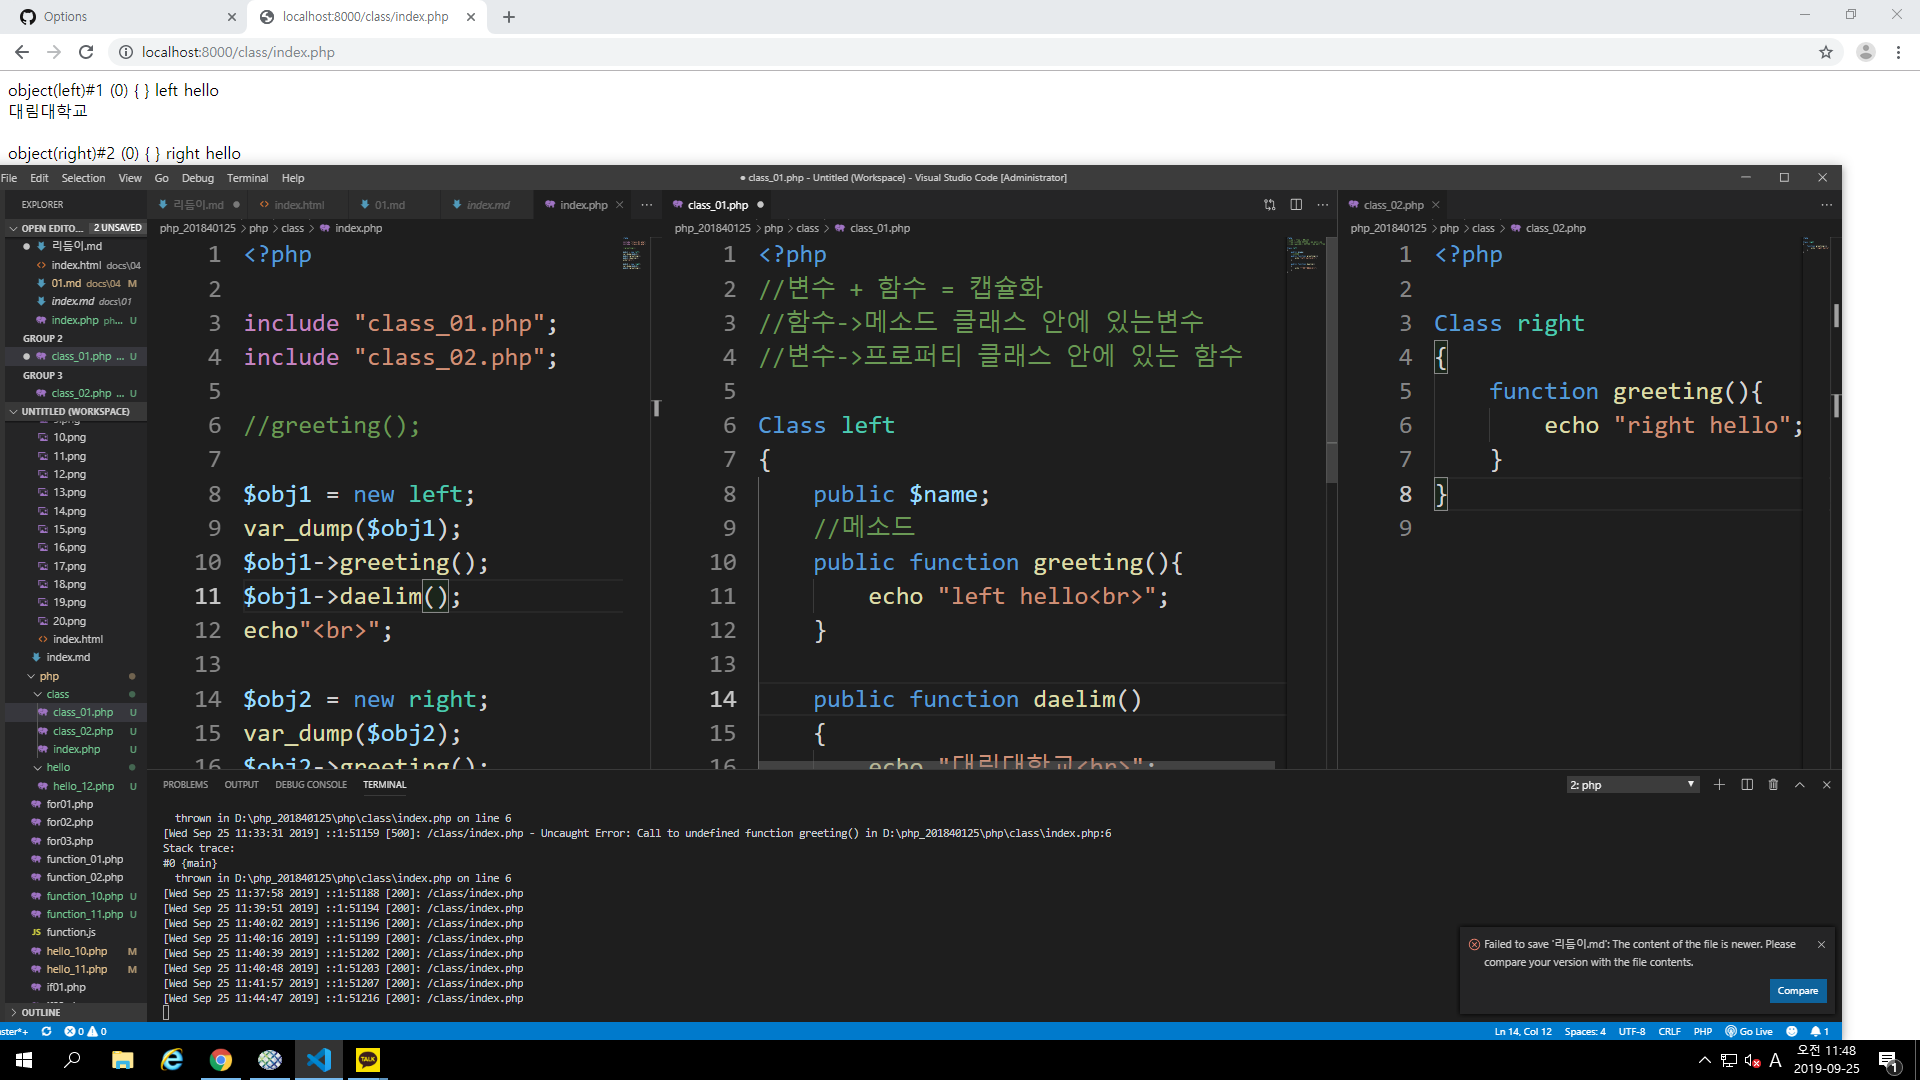 Options
localhost:8000/class/index.php
localhost:8000/class/index.php
object(left)#1 (0) { } left hello
대림대학교
object(right)#2 (0) { } right hello
File Edit Selection View Go Debug Terminal Help
● class_01.php - Untitled (Workspace) - Visual Studio Code [Administrator]
EXPLORER
리듬이.md
index.html
01.md
index.md
index.php
class_01.php
class_02.php
OPEN EDITO... 2 UNSAVED
리듬이.md
index.html docs\04
01.md docs\04 M
index.md docs\01
index.php ph... U
GROUP 2
class_01.php ... U
GROUP 3
class_02.php ... U
UNTITLED (WORKSPACE)
10.png
11.png
12.png
13.png
14.png
15.png
16.png
17.png
18.png
19.png
20.png
index.html
index.md
php
class
class_01.php U
class_02.php U
index.php U
hello
hello_12.php U
for01.php
for02.php
for03.php
function_01.php
function_02.php
function_10.php U
function_11.php U
JS function.js
hello_10.php M
hello_11.php M
if01.php
OUTLINE
php_201840125 > php > class > index.php
1 <?php
2
3 include "class_01.php";
4 include "class_02.php";
5
6 //greeting();
7
8 $obj1 = new left;
9 var_dump($obj1);
10 $obj1->greeting();
11 $obj1->daelim();
12 echo"<br>";
13
14 $obj2 = new right;
15 var_dump($obj2);
16 $obj2->greeting();
php_201840125 > php > class > class_01.php
1 <?php
2 //변수 + 함수 = 캡슐화
3 //함수->메소드 클래스 안에 있는변수
4 //변수->프로퍼티 클래스 안에 있는 함수
5
6 Class left
7 {
8 public $name;
9 //메소드
10 public function greeting(){
11 echo "left hello<br>";
12 }
13
14 public function daelim()
15 {
16 echo "대림대학교<br>";
php_201840125 > php > class > class_02.php
1 <?php
2
3 Class right
4 {
5 function greeting(){
6 echo "right hello";
7 }
8 }
9
PROBLEMS OUTPUT DEBUG CONSOLE TERMINAL
2: php
thrown in D:\php_201840125\php\class\index.php on line 6
[Wed Sep 25 11:33:31 2019] ::1:51159 [500]: /class/index.php - Uncaught Error: Call to undefined function greeting() in D:\php_201840125\php\class\index.php:6
Stack trace:
#0 {main}
thrown in D:\php_201840125\php\class\index.php on line 6
[Wed Sep 25 11:37:58 2019] ::1:51188 [200]: /class/index.php
[Wed Sep 25 11:39:51 2019] ::1:51194 [200]: /class/index.php
[Wed Sep 25 11:40:02 2019] ::1:51196 [200]: /class/index.php
[Wed Sep 25 11:40:16 2019] ::1:51199 [200]: /class/index.php
[Wed Sep 25 11:40:39 2019] ::1:51202 [200]: /class/index.php
[Wed Sep 25 11:40:48 2019] ::1:51203 [200]: /class/index.php
[Wed Sep 25 11:41:57 2019] ::1:51207 [200]: /class/index.php
[Wed Sep 25 11:44:47 2019] ::1:51216 [200]: /class/index.php
Failed to save '리듬이.md': The content of the file is newer. Please
compare your version with the file contents.
Compare
ster*+ 0 0
Ln 14, Col 12 Spaces: 4 UTF-8 CRLF PHP Go Live 1
TALK
A
오전 11:48
2019-09-25
1